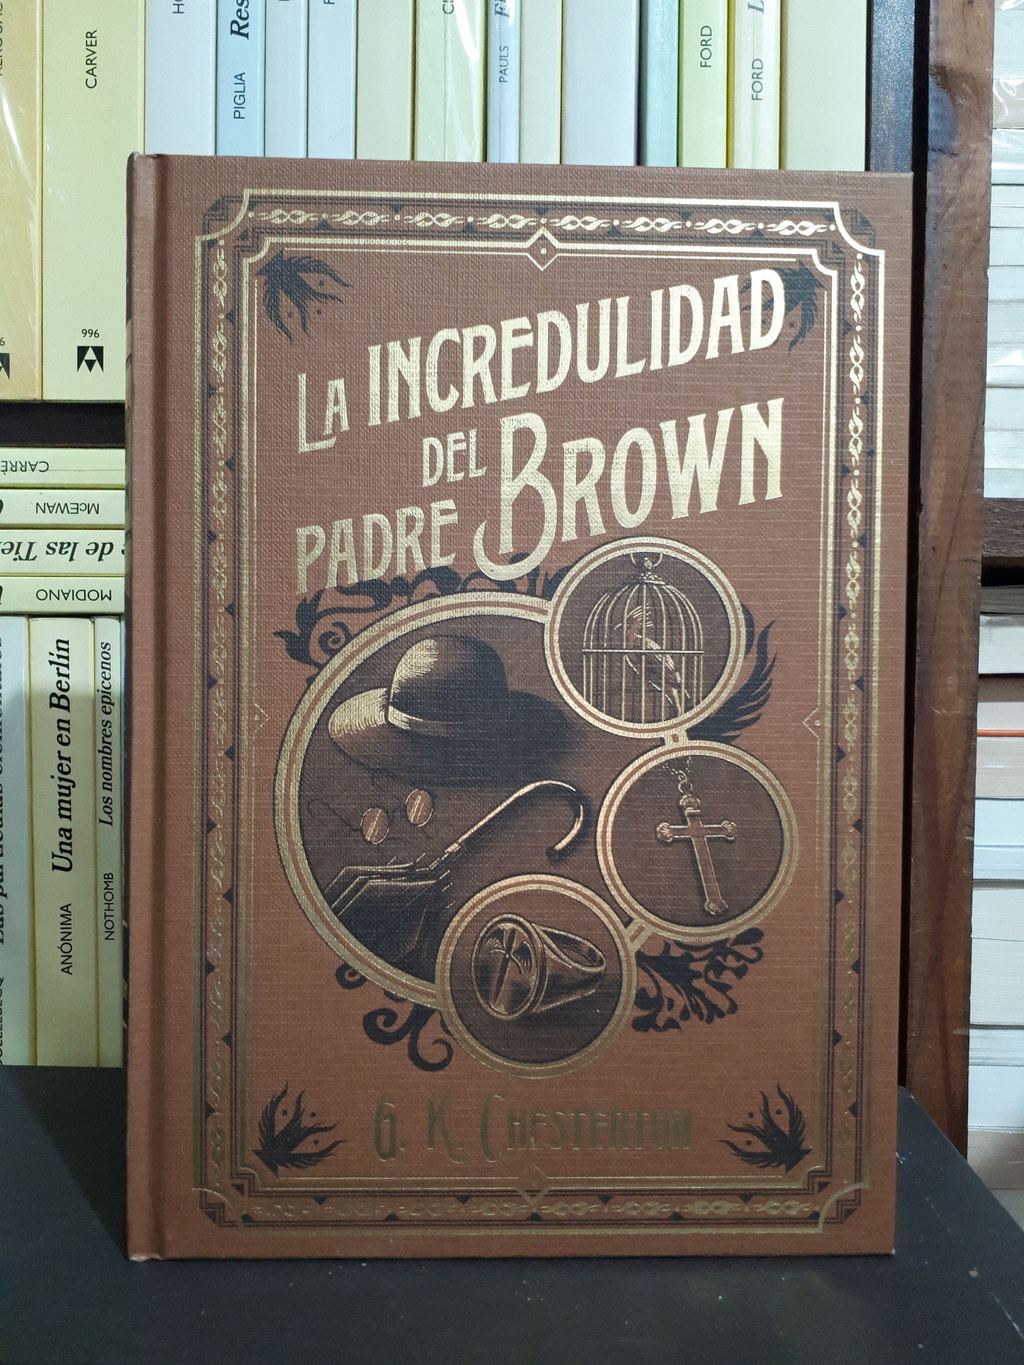 CARVER
996
PIGLIA
Res
PAULS
FORD
FORD
LA INCREDULIDAD
DEL BROWN
PADRE
G. K. CHESTERTON
CARRÈ
McEWAN
e de las Tie
MODIANO
ANÓNIMA Una mujer en Berlín
NOTHOMB Los nombres epicenos